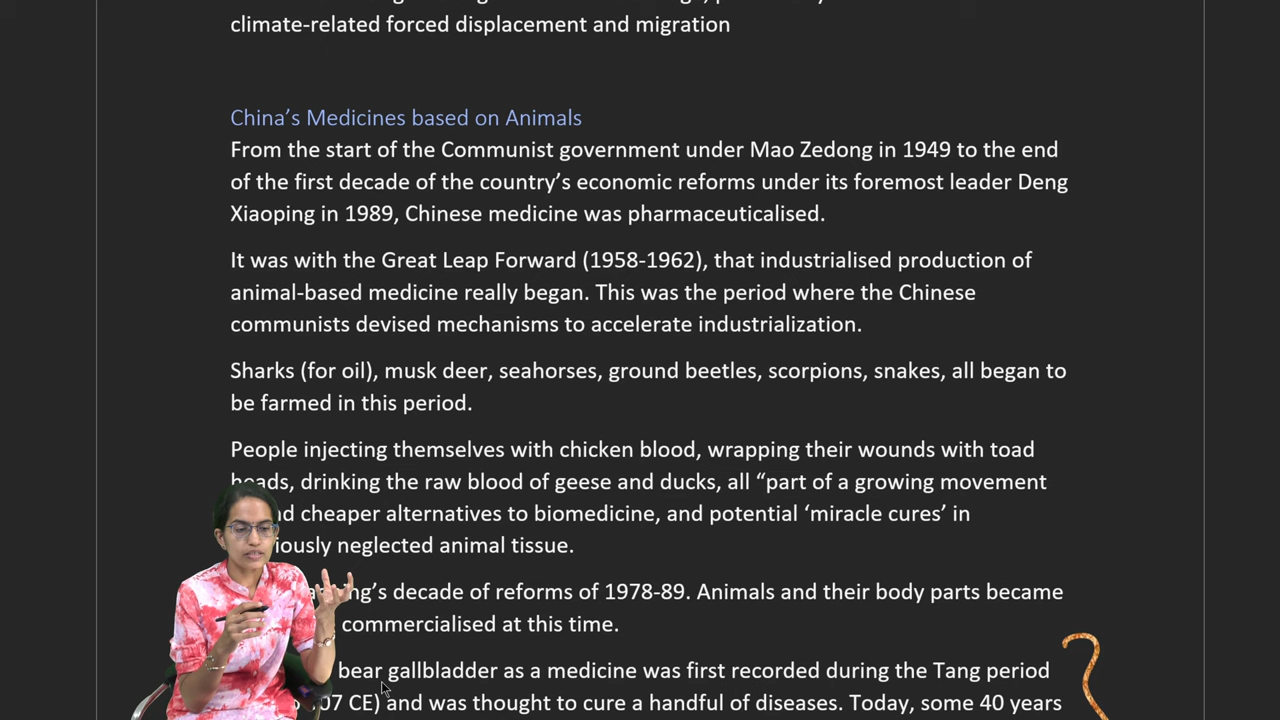 climate-related forced displacement and migration
China’s Medicines based on Animals
From the start of the Communist government under Mao Zedong in 1949 to the end
of the first decade of the country’s economic reforms under its foremost leader Deng
Xiaoping in 1989, Chinese medicine was pharmaceuticalised.
It was with the Great Leap Forward (1958-1962), that industrialised production of
animal-based medicine really began. This was the period where the Chinese
communists devised mechanisms to accelerate industrialization.
Sharks (for oil), musk deer, seahorses, ground beetles, scorpions, snakes, all began to
be farmed in this period.
People injecting themselves with chicken blood, wrapping their wounds with toad
heads, drinking the raw blood of geese and ducks, all “part of a growing movement
cheaper alternatives to biomedicine, and potential ‘miracle cures’ in
neglected animal tissue.
decade of reforms of 1978-89. Animals and their body parts became
commercialised at this time.
bear gallbladder as a medicine was first recorded during the Tang period
CE) and was thought to cure a handful of diseases. Today, some 40 years